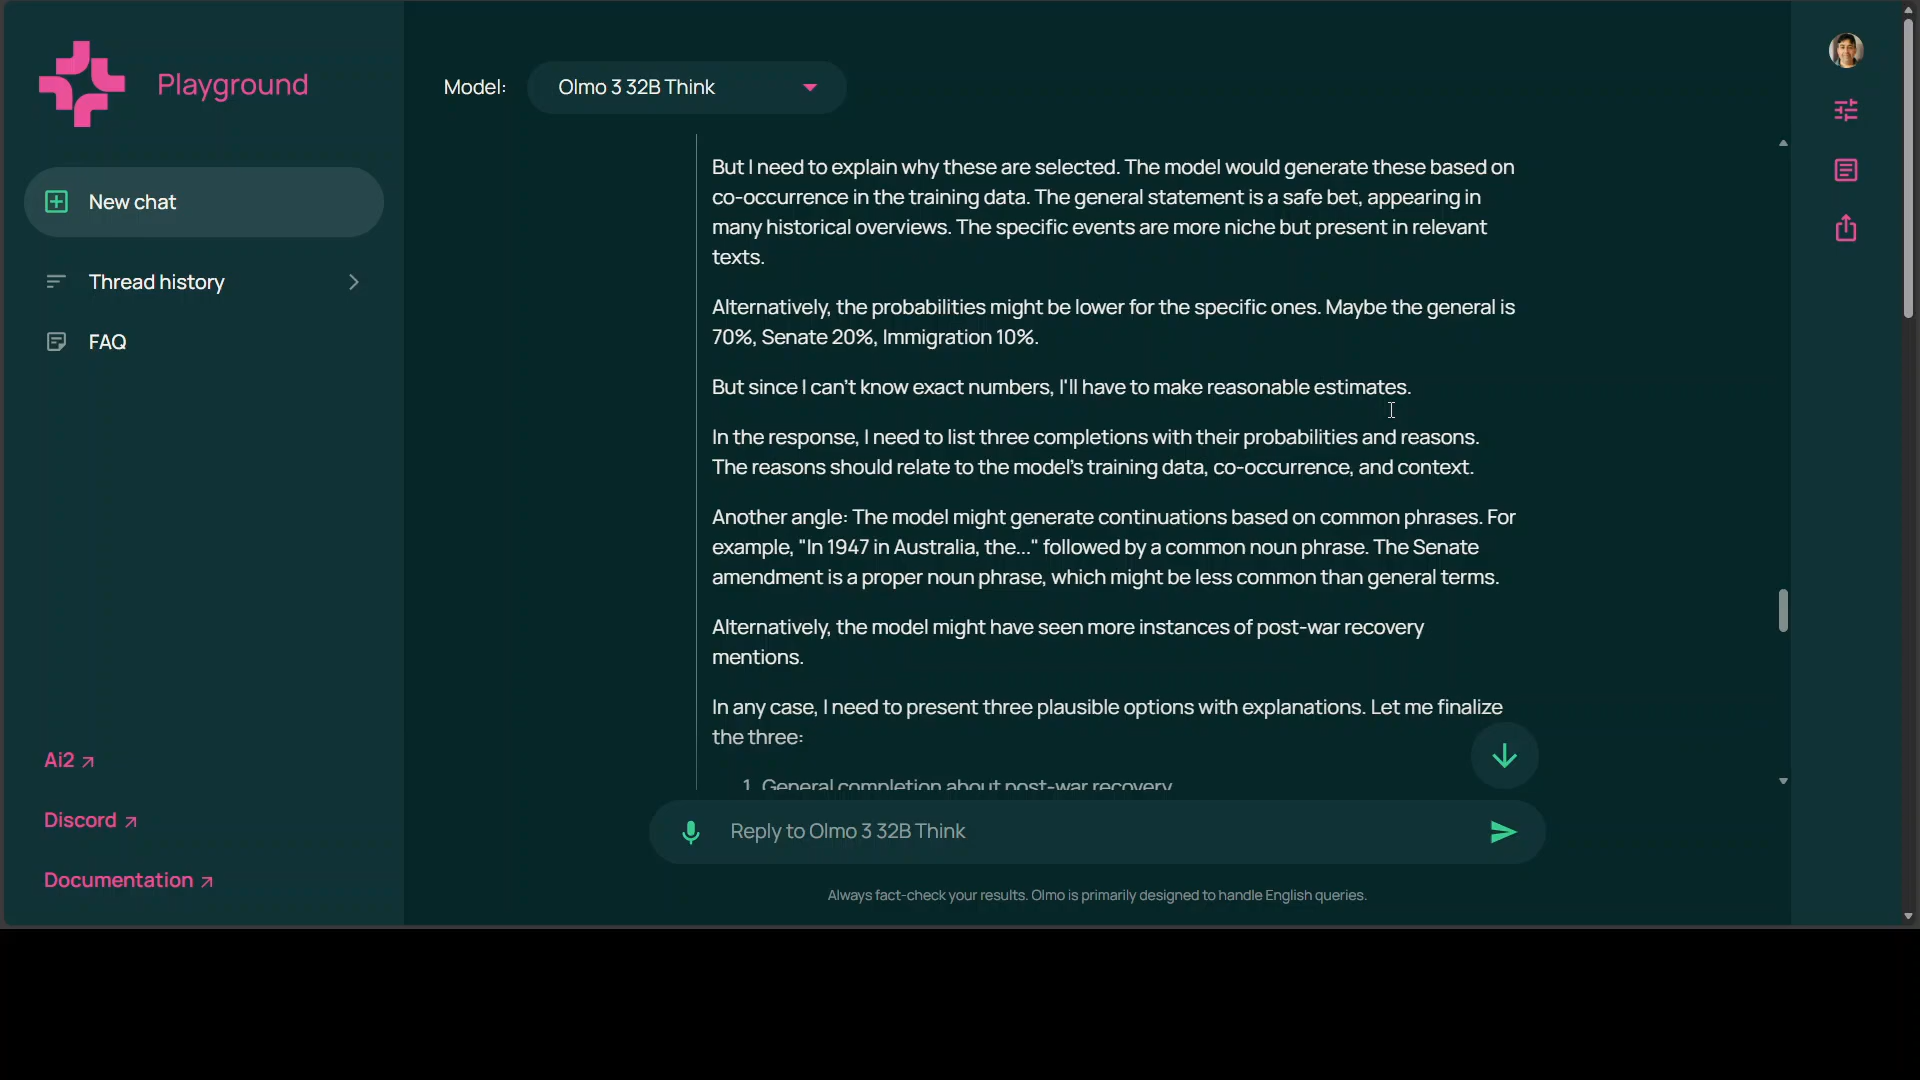 Playground
New chat
Thread history
FAQ
Ai2
Discord
Documentation
Model:
Olmo 3 32B Think
But I need to explain why these are selected. The model would generate these based on
co-occurrence in the training data. The general statement is a safe bet, appearing in
many historical overviews. The specific events are more niche but present in relevant
texts.
Alternatively, the probabilities might be lower for the specific ones. Maybe the general is
70%, Senate 20%, Immigration 10%.
But since I can't know exact numbers, I'll have to make reasonable estimates.
In the response, I need to list three completions with their probabilities and reasons.
The reasons should relate to the model's training data, co-occurrence, and context.
Another angle: The model might generate continuations based on common phrases. For
example, "In 1947 in Australia, the..." followed by a common noun phrase. The Senate
amendment is a proper noun phrase, which might be less common than general terms.
Alternatively, the model might have seen more instances of post-war recovery
mentions.
In any case, I need to present three plausible options with explanations. Let me finalize
the three:
1. General completion about post-war recovery
Reply to Olmo 3 32B Think
Always fact-check your results. Olmo is primarily designed to handle English queries.